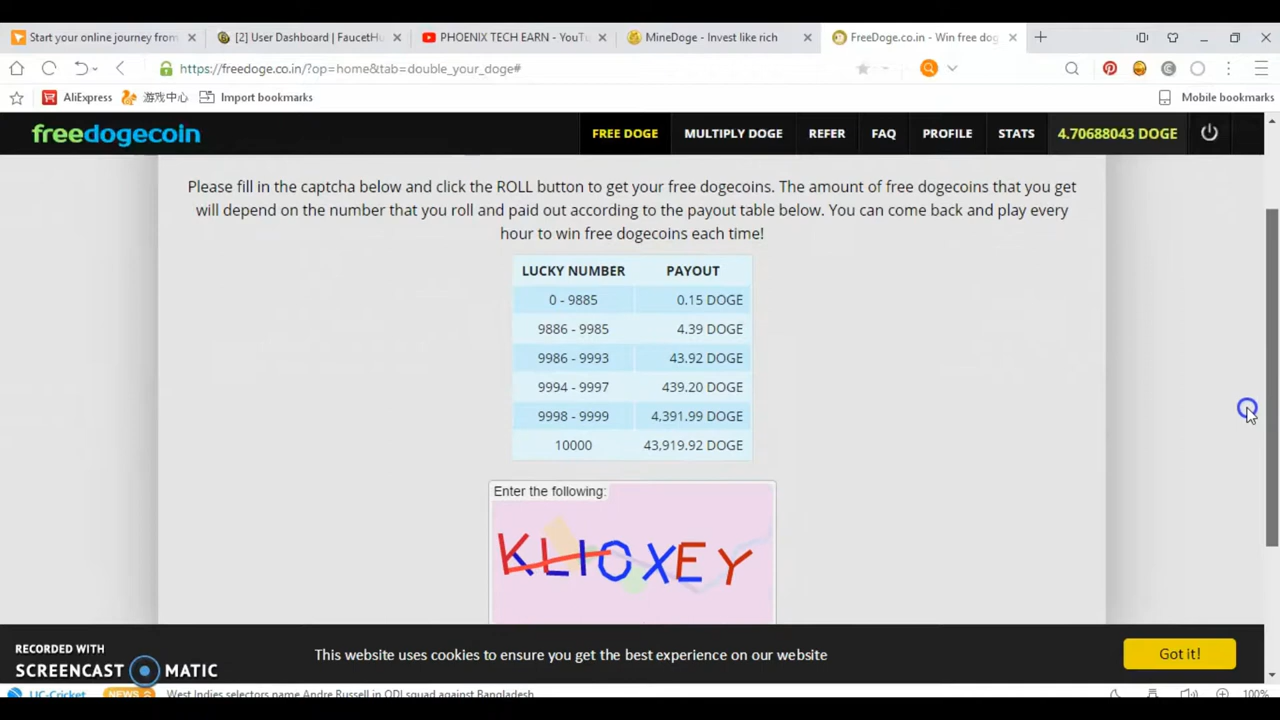 Start your online journey from
[2] User Dashboard | FaucetHu
PHOENIX TECH EARN - YouTu
MineDoge - Invest like rich
FreeDoge.co.in - Win free dog
https://freedoge.co.in/?op=home&tab=double_your_doge#
AliExpress
游戏中心
Import bookmarks
Mobile bookmarks
freedogecoin
FREE DOGE
MULTIPLY DOGE
REFER
FAQ
PROFILE
STATS
4.70688043 DOGE
Please fill in the captcha below and click the ROLL button to get your free dogecoins. The amount of free dogecoins that you get
will depend on the number that you roll and paid out according to the payout table below. You can come back and play every
hour to win free dogecoins each time!
LUCKY NUMBER PAYOUT
0 - 9885 0.15 DOGE
9886 - 9985 4.39 DOGE
9986 - 9993 43.92 DOGE
9994 - 9997 439.20 DOGE
9998 - 9999 4,391.99 DOGE
10000 43,919.92 DOGE
Enter the following:
KLIOXEY
RECORDED WITH
SCREENCAST MATIC
This website uses cookies to ensure you get the best experience on our website
Got it!
UC-Cricket
NEWS
West Indies selectors name Andre Russell in ODI squad against Bangladesh
100%